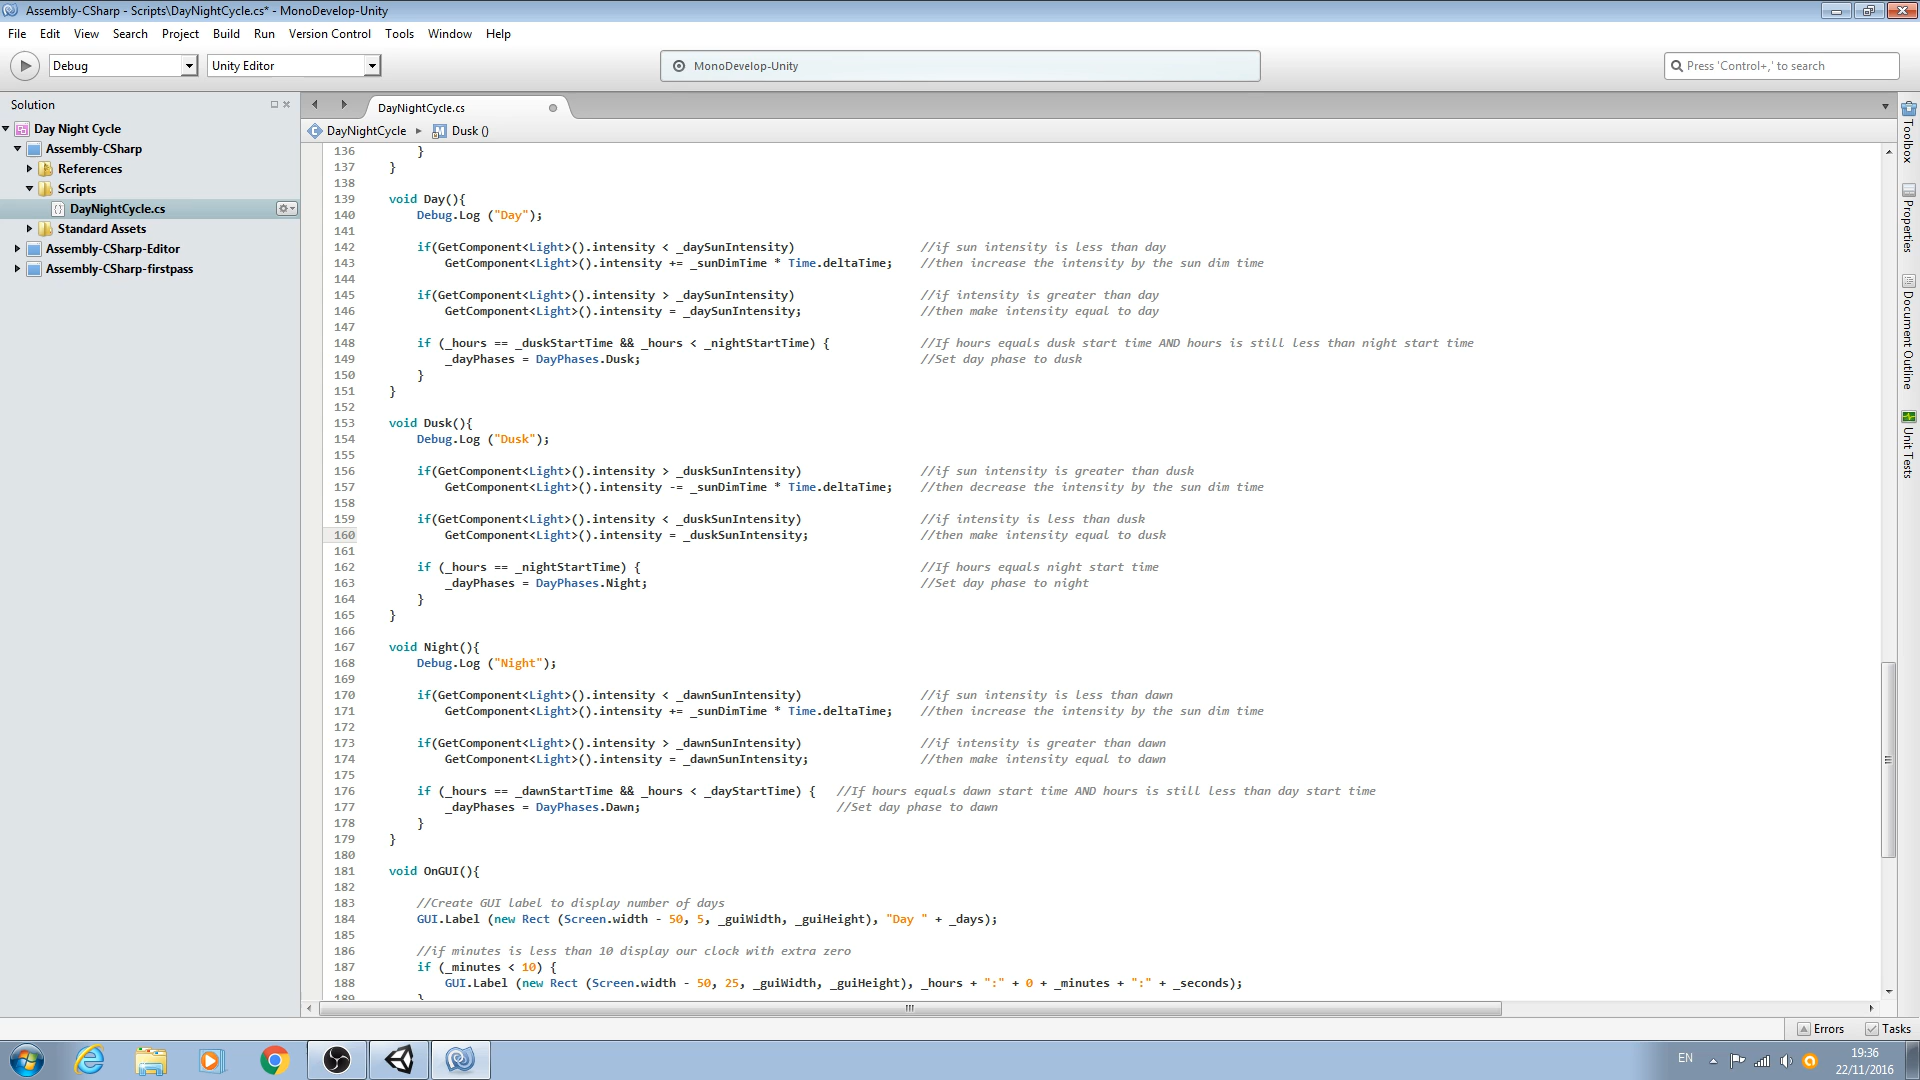 Assembly-CSharp - Scripts\DayNightCycle.cs* - MonoDevelop-Unity
File Edit View Search Project Build Run Version Control Tools Window Help
Debug Unity Editor MonoDevelop-Unity Press 'Control+,' to search
Solution
Day Night Cycle
Assembly-CSharp
References
Scripts
DayNightCycle.cs
Standard Assets
Assembly-CSharp-Editor
Assembly-CSharp-firstpass
DayNightCycle.cs
DayNightCycle Dusk ()
136 }
137 }
138
139 void Day(){
140 Debug.Log ("Day");
141
142 if(GetComponent<Light>().intensity < _daySunIntensity) //if sun intensity is less than day
143 GetComponent<Light>().intensity += _sunDimTime * Time.deltaTime; //then increase the intensity by the sun dim time
144
145 if(GetComponent<Light>().intensity > _daySunIntensity) //if intensity is greater than day
146 GetComponent<Light>().intensity = _daySunIntensity; //then make intensity equal to day
147
148 if (_hours == _duskStartTime && _hours < _nightStartTime) { //If hours equals dusk start time AND hours is still less than night start time
149 _dayPhases = DayPhases.Dusk; //Set day phase to dusk
150 }
151 }
152
153 void Dusk(){
154 Debug.Log ("Dusk");
155
156 if(GetComponent<Light>().intensity > _duskSunIntensity) //if sun intensity is greater than dusk
157 GetComponent<Light>().intensity -= _sunDimTime * Time.deltaTime; //then decrease the intensity by the sun dim time
158
159 if(GetComponent<Light>().intensity < _duskSunIntensity) //if intensity is less than dusk
160 GetComponent<Light>().intensity = _duskSunIntensity; //then make intensity equal to dusk
161
162 if (_hours == _nightStartTime) { //If hours equals night start time
163 _dayPhases = DayPhases.Night; //Set day phase to night
164 }
165 }
166
167 void Night(){
168 Debug.Log ("Night");
169
170 if(GetComponent<Light>().intensity < _dawnSunIntensity) //if sun intensity is less than dawn
171 GetComponent<Light>().intensity += _sunDimTime * Time.deltaTime; //then increase the intensity by the sun dim time
172
173 if(GetComponent<Light>().intensity > _dawnSunIntensity) //if intensity is greater than dawn
174 GetComponent<Light>().intensity = _dawnSunIntensity; //then make intensity equal to dawn
175
176 if (_hours == _dawnStartTime && _hours < _dayStartTime) { //If hours equals dawn start time AND hours is still less than day start time
177 _dayPhases = DayPhases.Dawn; //Set day phase to dawn
178 }
179 }
180
181 void OnGUI(){
182
183 //Create GUI label to display number of days
184 GUI.Label (new Rect (Screen.width - 50, 5, _guiWidth, _guiHeight), "Day " + _days);
185
186 //if minutes is less than 10 display our clock with extra zero
187 if (_minutes < 10) {
188 GUI.Label (new Rect (Screen.width - 50, 25, _guiWidth, _guiHeight), _hours + ":" + 0 + _minutes + ":" + _seconds);
189 }
Toolbox
Properties
Document Outline
Unit Tests
Errors Tasks
EN
19:36
22/11/2016